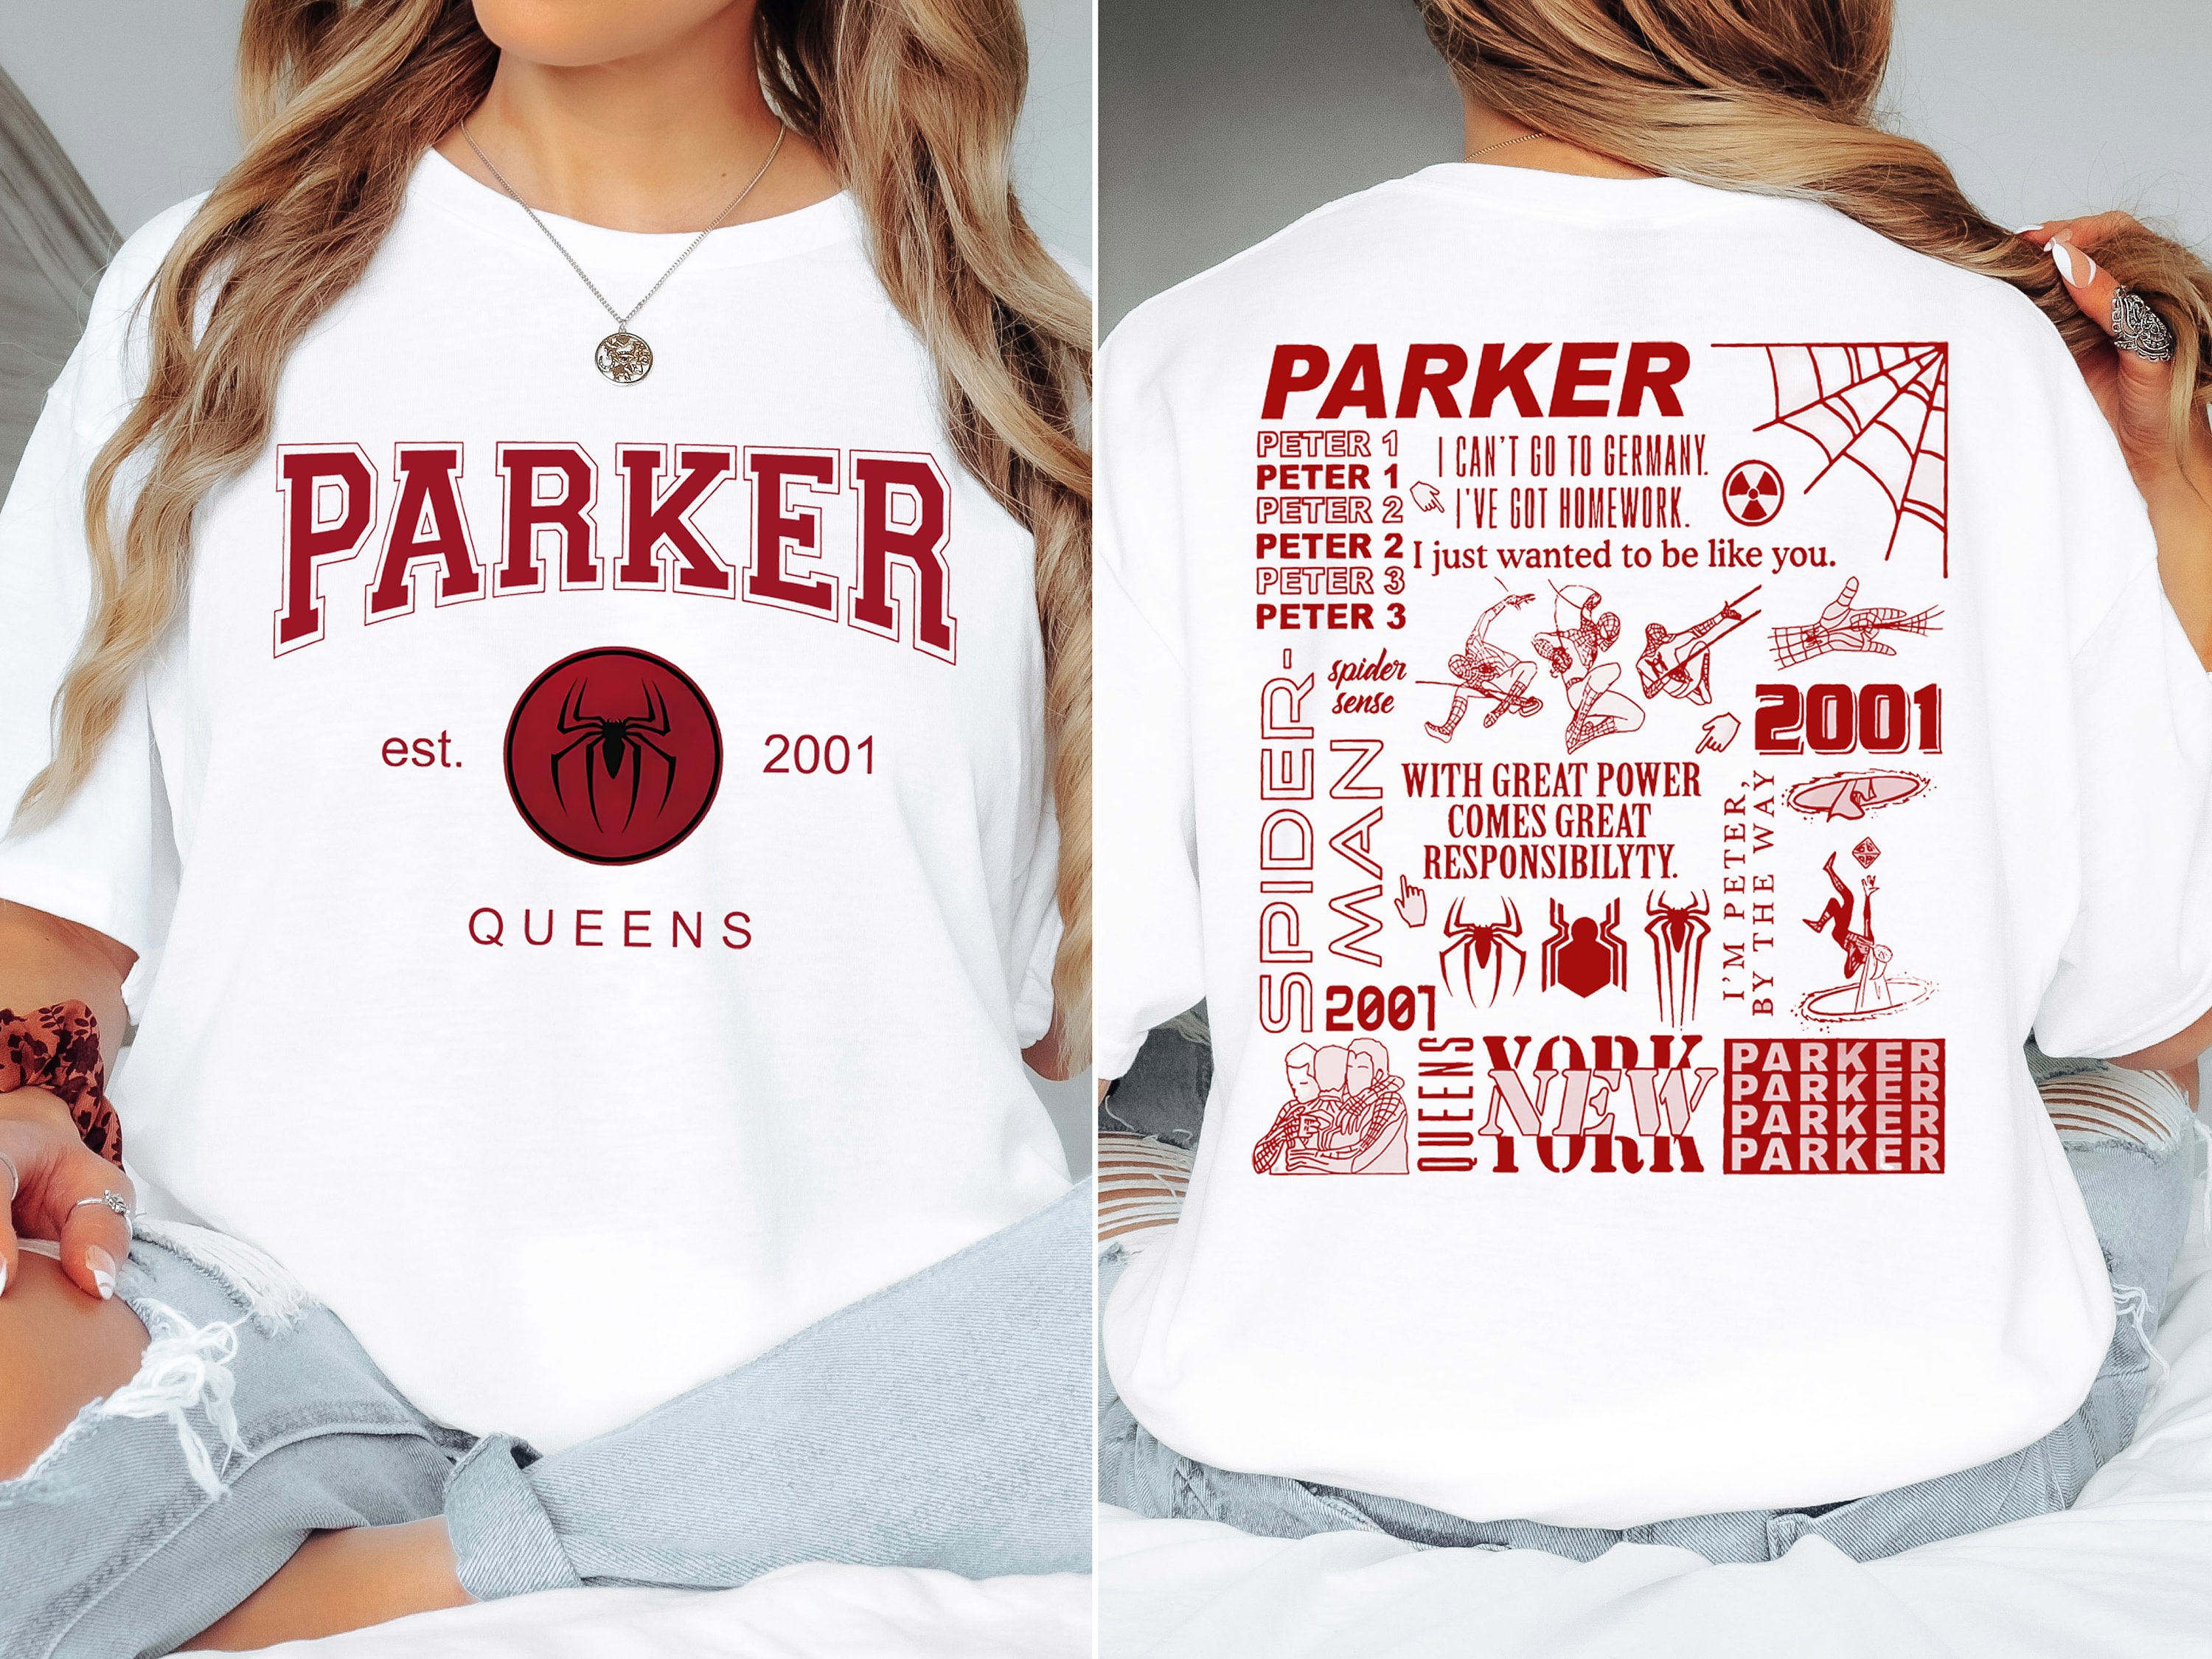 PARKER
est. 2001
QUEENS
PARKER
PETER 1
PETER 1
PETER 2
PETER 2
PETER 3
PETER 3
I CAN'T GO TO GERMANY.
I'VE GOT HOMEWORK.
I just wanted to be like you.
spider
sense
SPIDER-
MAN
2001
2001
WITH GREAT POWER
COMES GREAT
RESPONSIBILYTY.
I'M PETER,
BY THE WAY
QUEENS
YORK
NEW
YORK
PARKER
PARKER
PARKER
PARKER